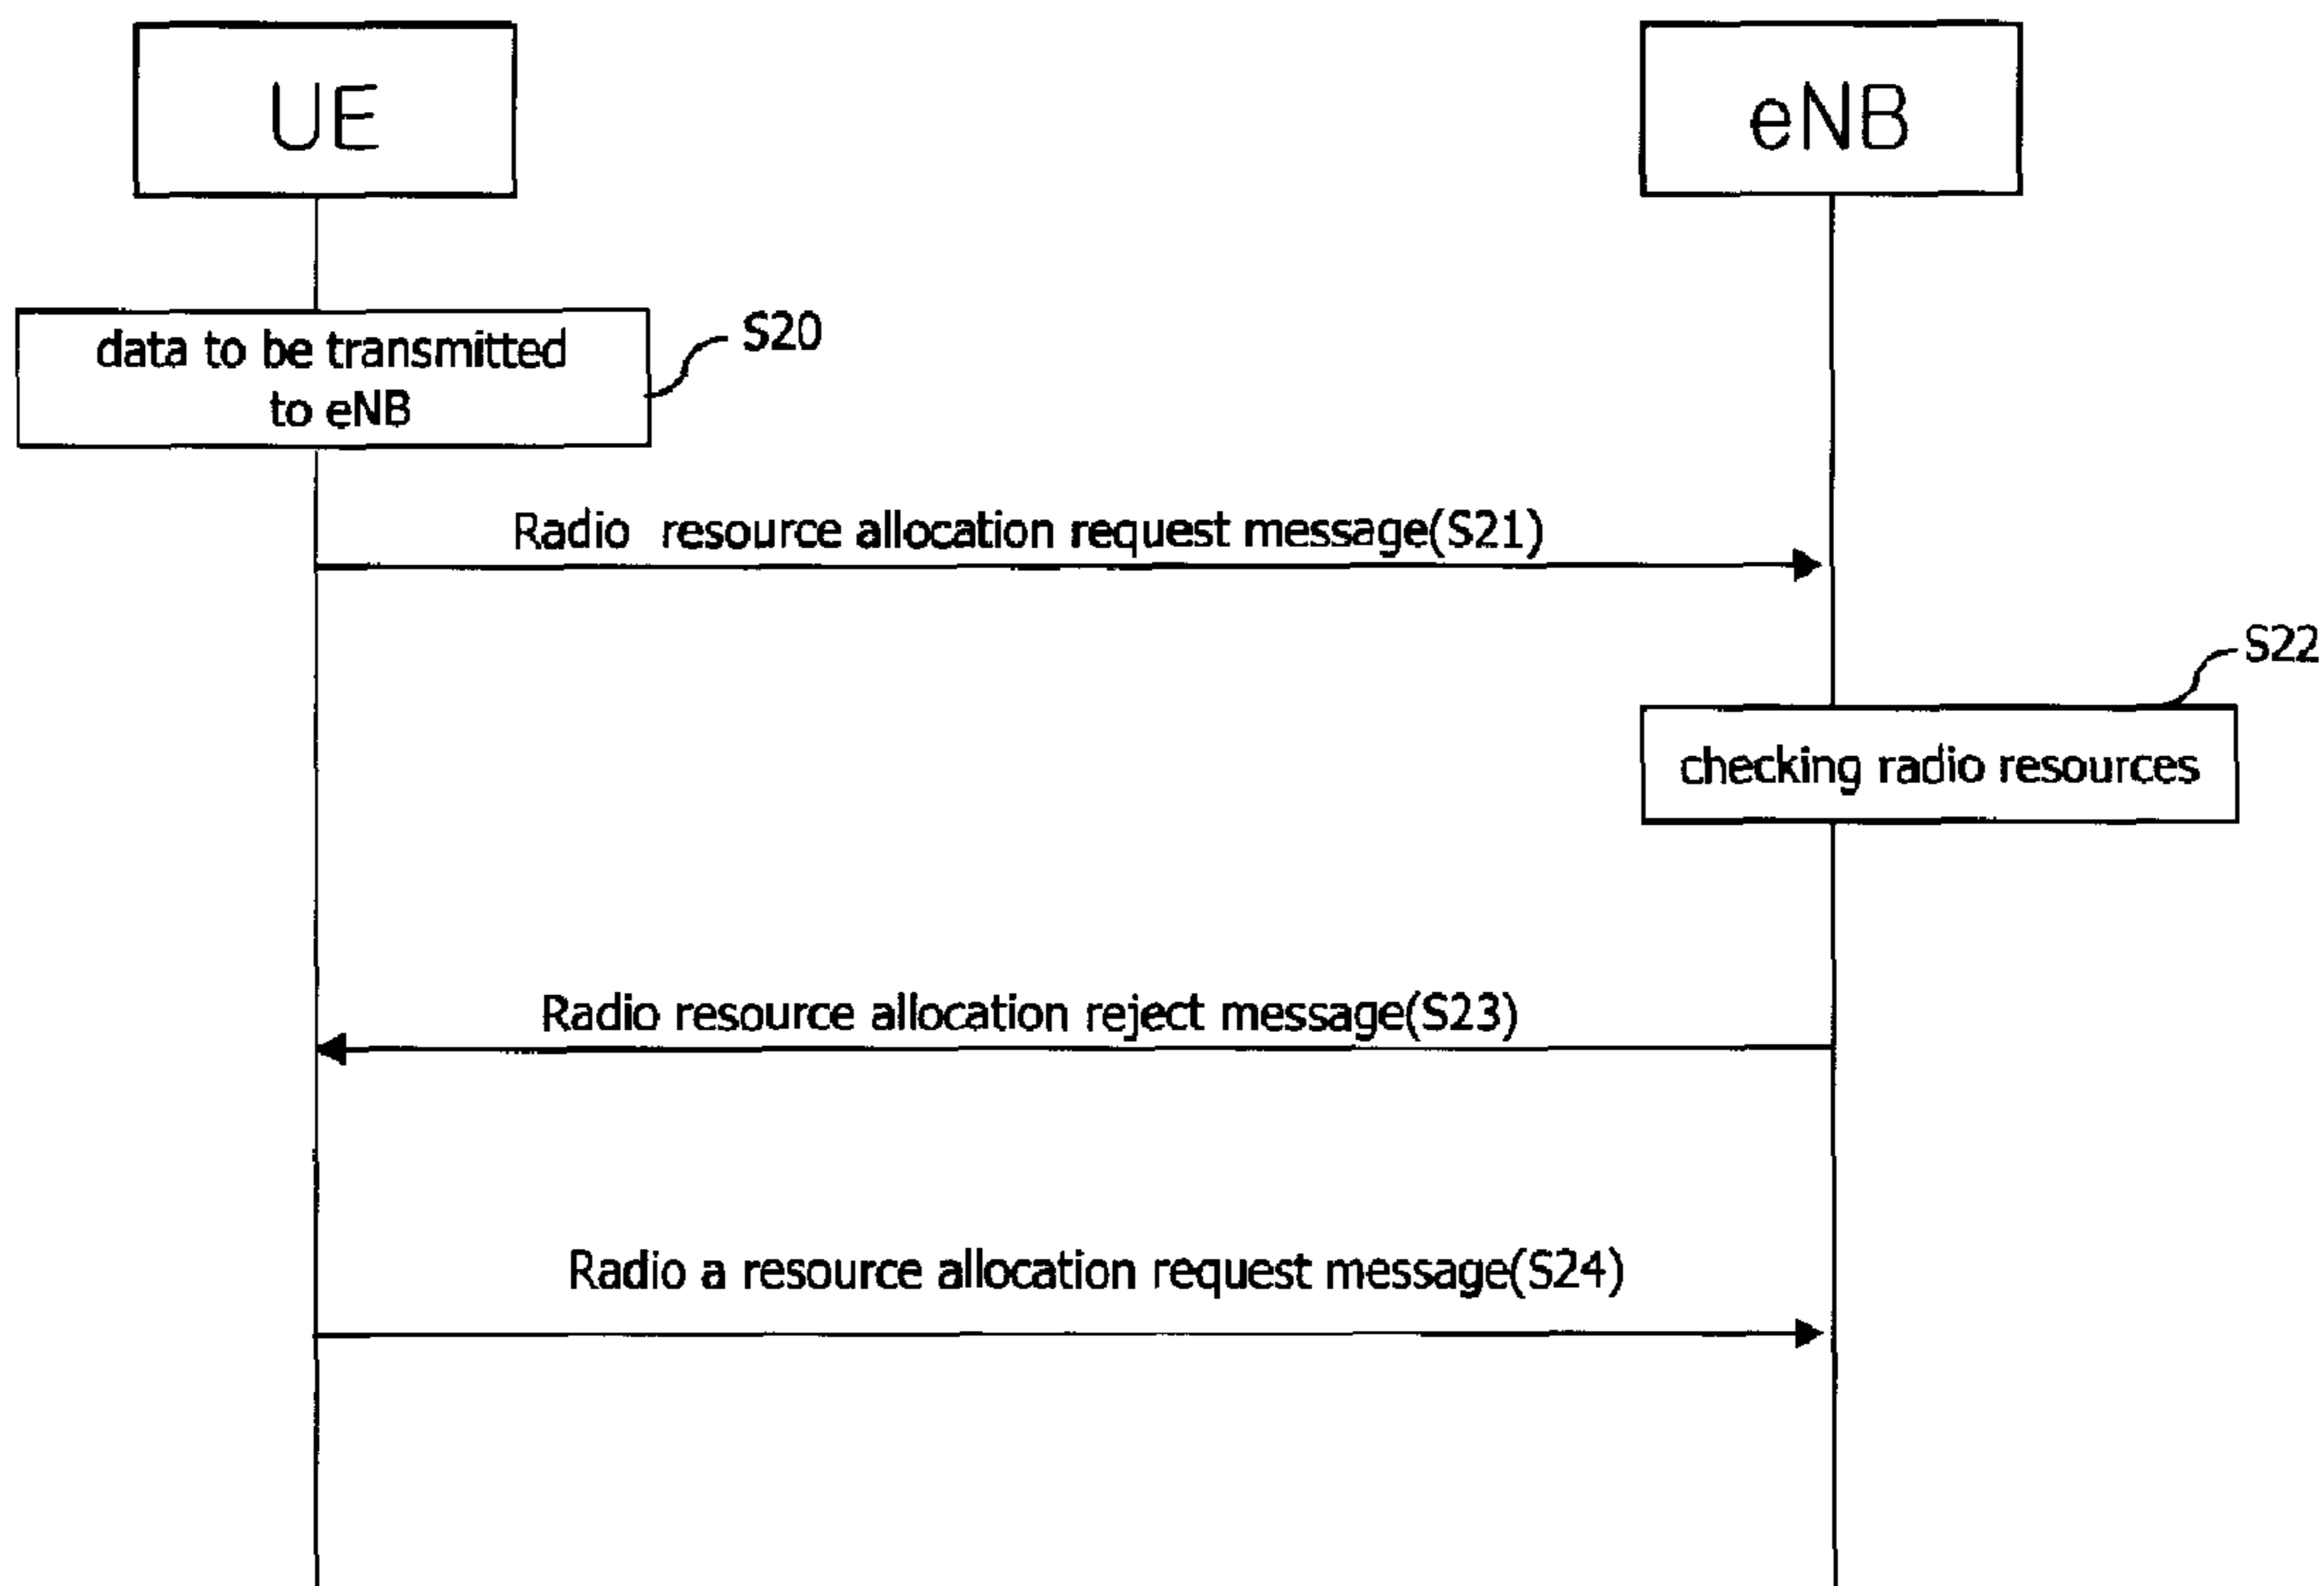 UE
eNB
data to be transmitted
to eNB
S20
Radio resource allocation request message(S21)
S22
checking radio resources
Radio resource allocation reject message(S23)
Radio a resource allocation request message(S24)